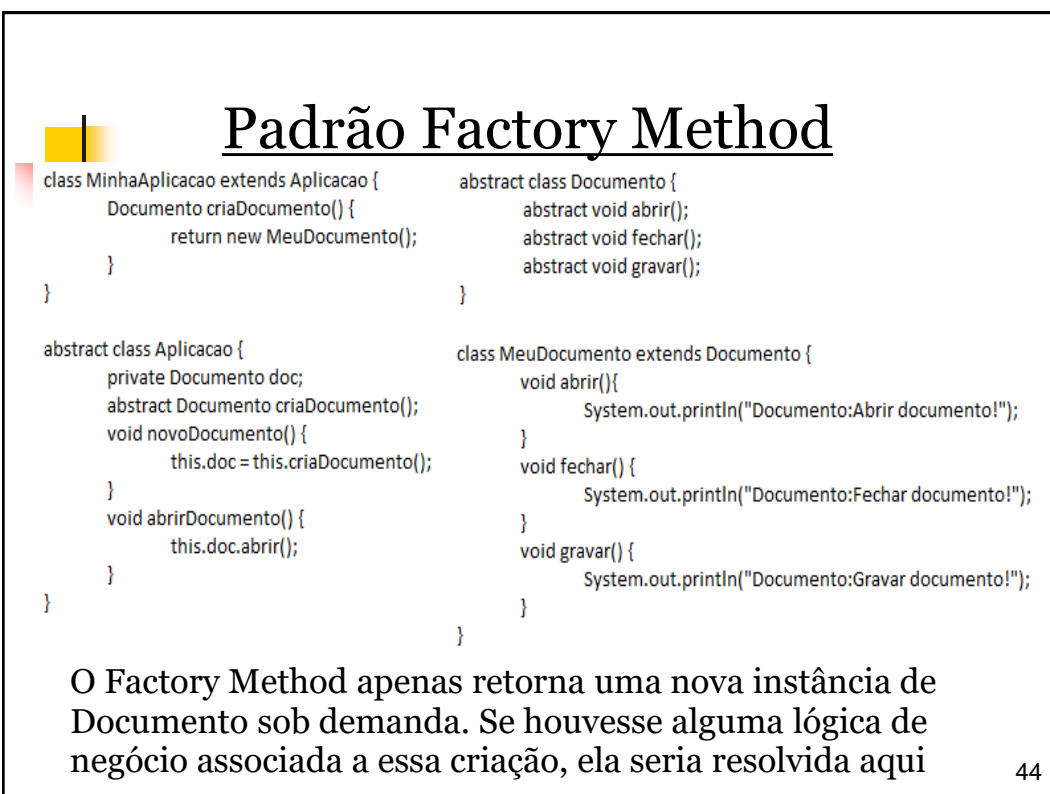 Padrão Factory Method
class MinhaAplicacao extends Aplicacao {
Documento criaDocumento() {
return new MeuDocumento();
}
}
abstract class Aplicacao {
private Documento doc;
abstract Documento criaDocumento();
void novoDocumento() {
this.doc = this.criaDocumento();
}
void abrirDocumento() {
this.doc.abrir();
}
}
abstract class Documento {
abstract void abrir();
abstract void fechar();
abstract void gravar();
}
class MeuDocumento extends Documento {
void abrir(){
System.out.println("Documento:Abrir documento!");
}
void fechar() {
System.out.println("Documento:Fechar documento!");
}
void gravar() {
System.out.println("Documento:Gravar documento!");
}
}
O Factory Method apenas retorna uma nova instância de
Documento sob demanda. Se houvesse alguma lógica de
negócio associada a essa criação, ela seria resolvida aqui
44